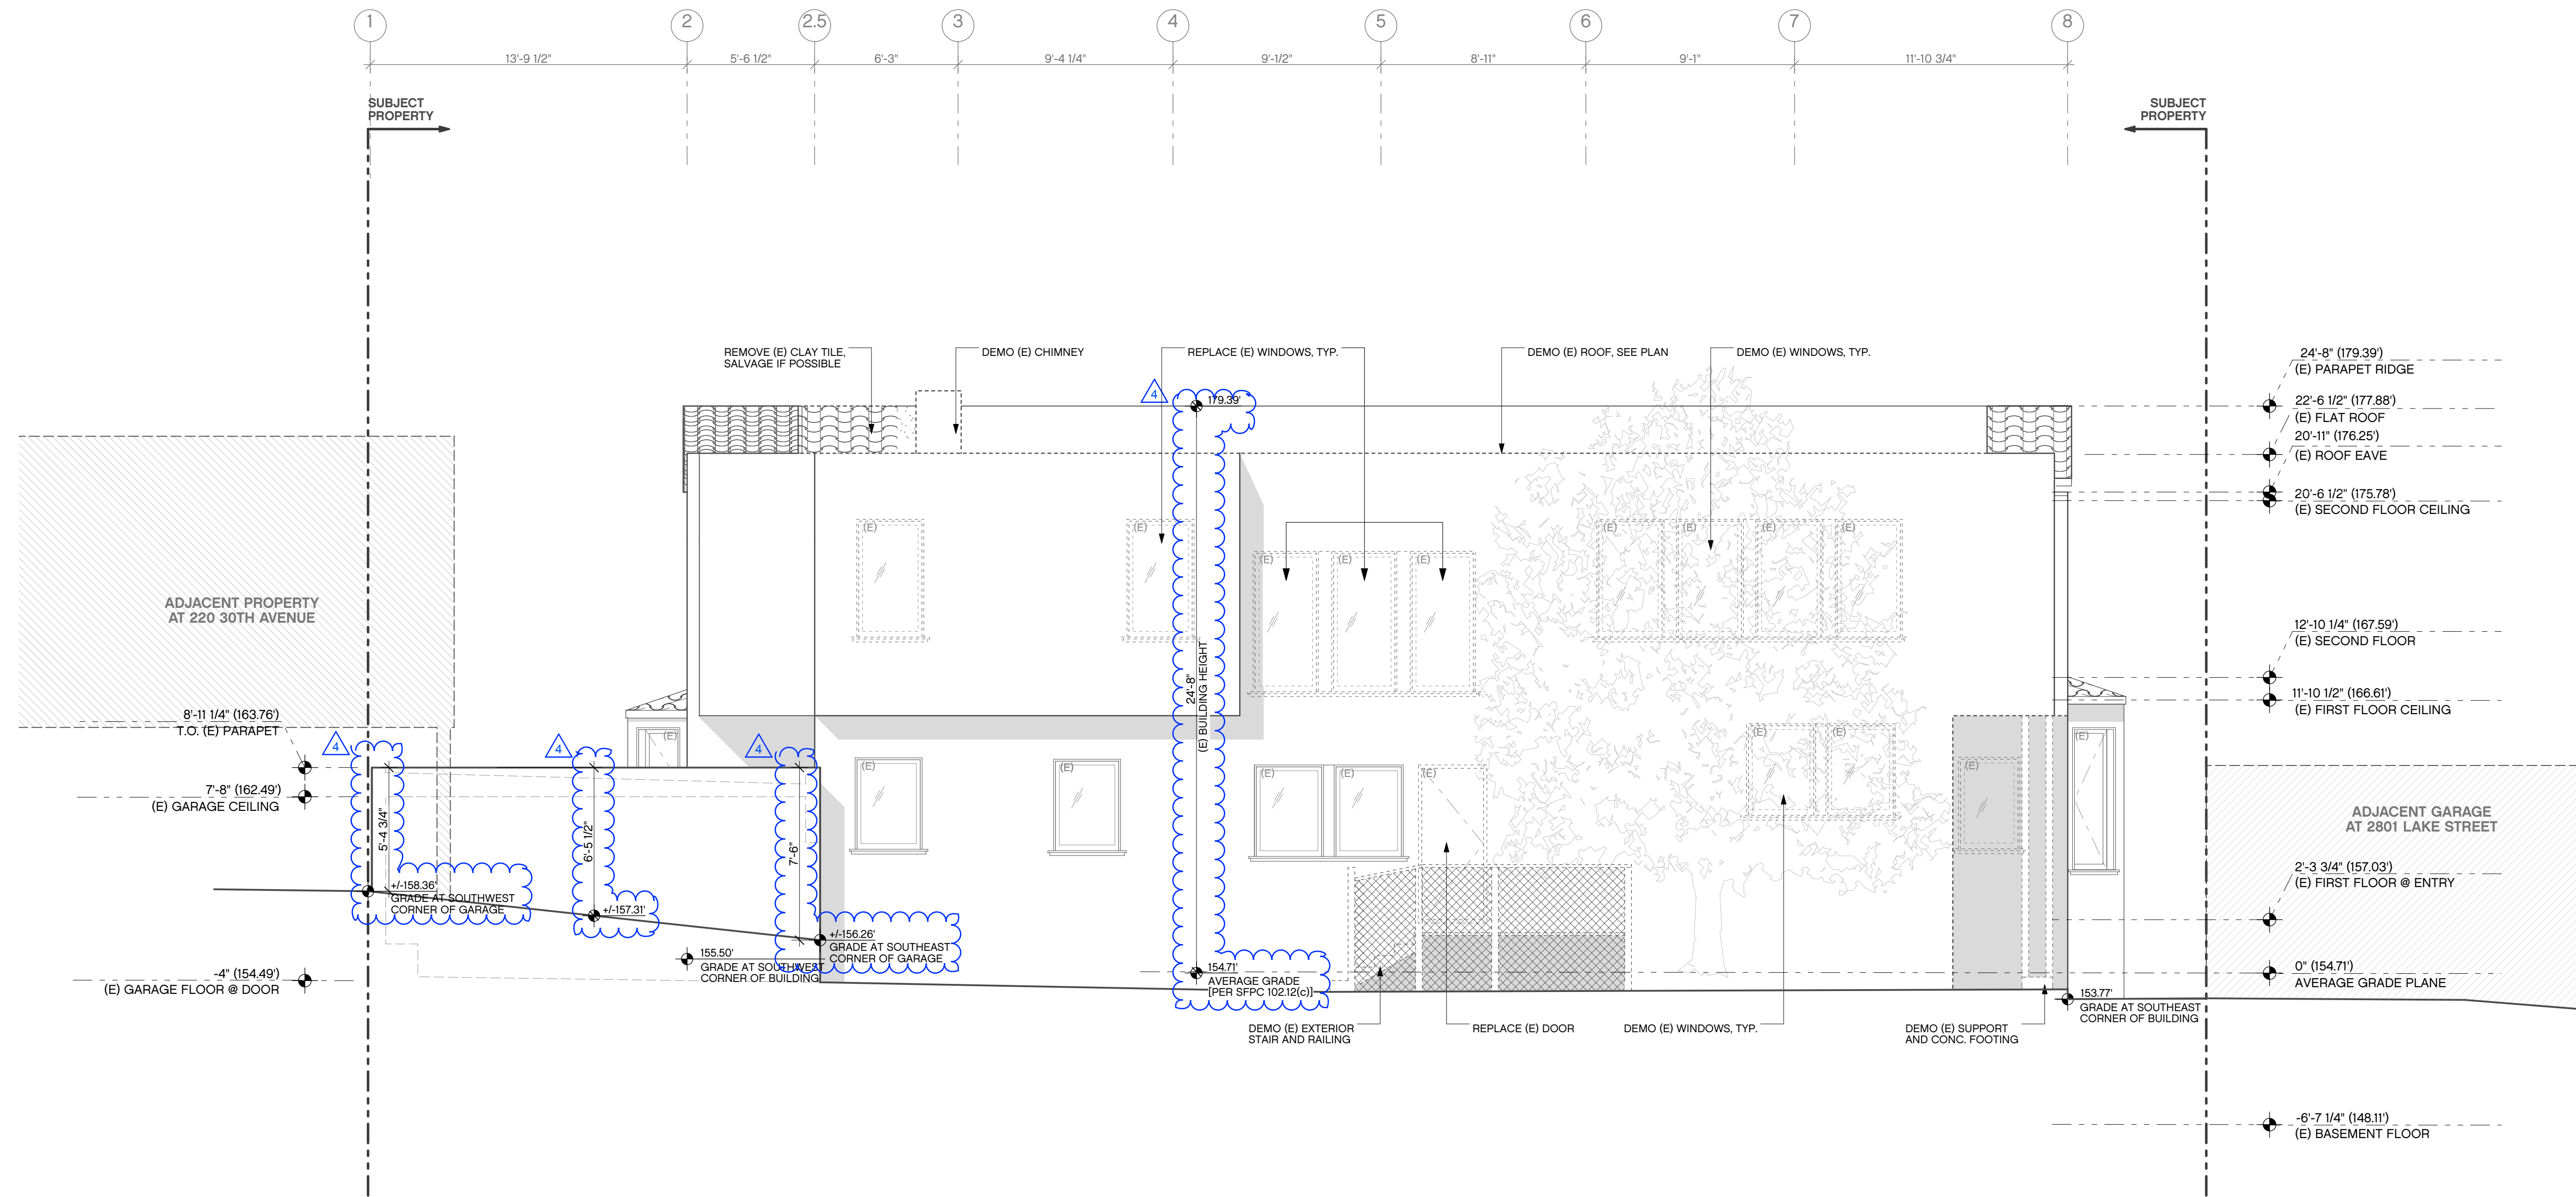 1 2 2.5 3 4 5 6 7 8
13'-9 1/2" 5'-6 1/2" 6'-3" 9'-4 1/4" 9'-1/2" 8'-11" 9'-1" 11'-10 3/4"
SUBJECT
PROPERTY
SUBJECT
PROPERTY
REMOVE (E) CLAY TILE,
SALVAGE IF POSSIBLE
DEMO (E) CHIMNEY
REPLACE (E) WINDOWS, TYP.
DEMO (E) ROOF, SEE PLAN
DEMO (E) WINDOWS, TYP.
24'-8" (179.39')
(E) PARAPET RIDGE
4
179.39'
22'-6 1/2" (177.88')
(E) FLAT ROOF
20'-11" (176.25')
(E) ROOF EAVE
20'-6 1/2" (175.78')
(E) SECOND FLOOR CEILING
(E) (E) (E) (E) (E) (E)
(E) (E) (E)
ADJACENT PROPERTY
AT 220 30TH AVENUE
12'-10 1/4" (167.59')
(E) SECOND FLOOR
24'-8"
(E) BUILDING HEIGHT
11'-10 1/2" (166.61')
(E) FIRST FLOOR CEILING
8'-11 1/4" (163.76')
T.O. (E) PARAPET
4 4 4
(E) (E) (E) (E)
(E) (E) (E) (E) (E) (E)
7'-8" (162.49')
(E) GARAGE CEILING
5'-4 3/4"
6'-5 1/2"
7'-6"
ADJACENT GARAGE
AT 2801 LAKE STREET
2'-3 3/4" (157.03')
(E) FIRST FLOOR @ ENTRY
+/-158.36'
GRADE AT SOUTHWEST
CORNER OF GARAGE
+/-157.31'
+/-156.26'
GRADE AT SOUTHEAST
CORNER OF GARAGE
155.50'
GRADE AT SOUTHWEST
CORNER OF BUILDING
-4" (154.49')
(E) GARAGE FLOOR @ DOOR
154.71'
AVERAGE GRADE
[PER SFPC 102.12(c)]
0" (154.71')
AVERAGE GRADE PLANE
153.77'
GRADE AT SOUTHEAST
CORNER OF BUILDING
DEMO (E) EXTERIOR
STAIR AND RAILING
REPLACE (E) DOOR
DEMO (E) WINDOWS, TYP.
DEMO (E) SUPPORT
AND CONC. FOOTING
-6'-7 1/4" (148.11')
(E) BASEMENT FLOOR